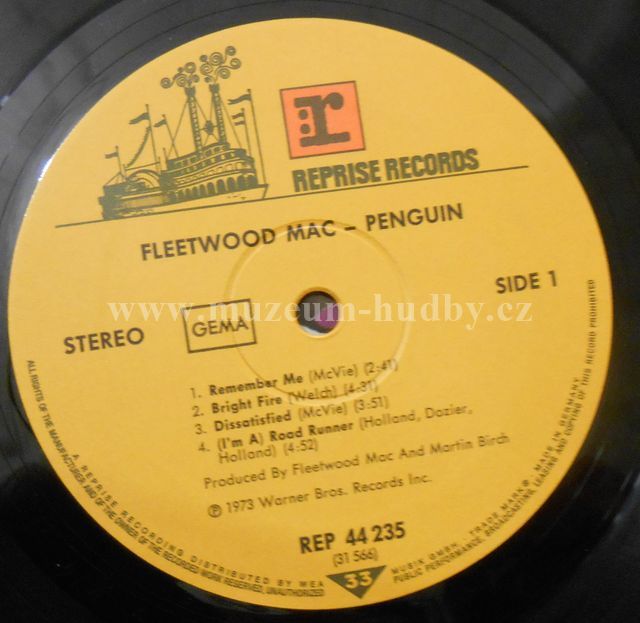 r
REPRISE RECORDS
FLEETWOOD MAC – PENGUIN
SIDE 1
www.muzeum-hudby.cz
STEREO
GEMA
1. Remember Me (McVie) (2:41)
2. Bright Fire (Welch) (4:31)
3. Dissatisfied (McVie) (3:51)
4. (I'm A) Road Runner (Holland, Dozier,
Holland) (4:52)
Produced By Fleetwood Mac And Martin Birch
℗ 1973 Warner Bros. Records Inc.
REP 44 235
(31 566)
33
A REPRISE RECORDING DISTRIBUTED BY WEA MUSIK GMBH. - TRADE MARK® - MADE IN GERMANY
ALL RIGHTS OF THE MANUFACTURER AND OF THE OWNER OF THE RECORDED WORK RESERVED, UNAUTHORIZED PUBLIC PERFORMANCE, BROADCASTING, LEASING AND COPYING OF THIS RECORD PROHIBITED